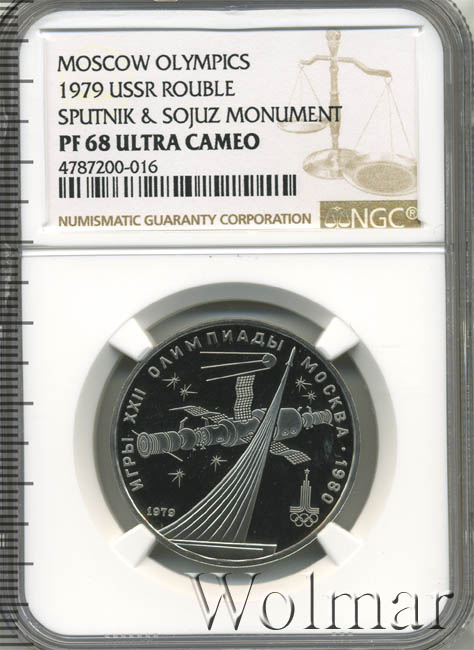 MOSCOW OLYMPICS
1979 USSR ROUBLE
SPUTNIK & SOJUZ MONUMENT
PF 68 ULTRA CAMEO
4787200-016
NUMISMATIC GUARANTY CORPORATION NGC®
ИГРЫ XXII ОЛИМПИАДЫ МОСКВА · 1980
1979
Wolmar